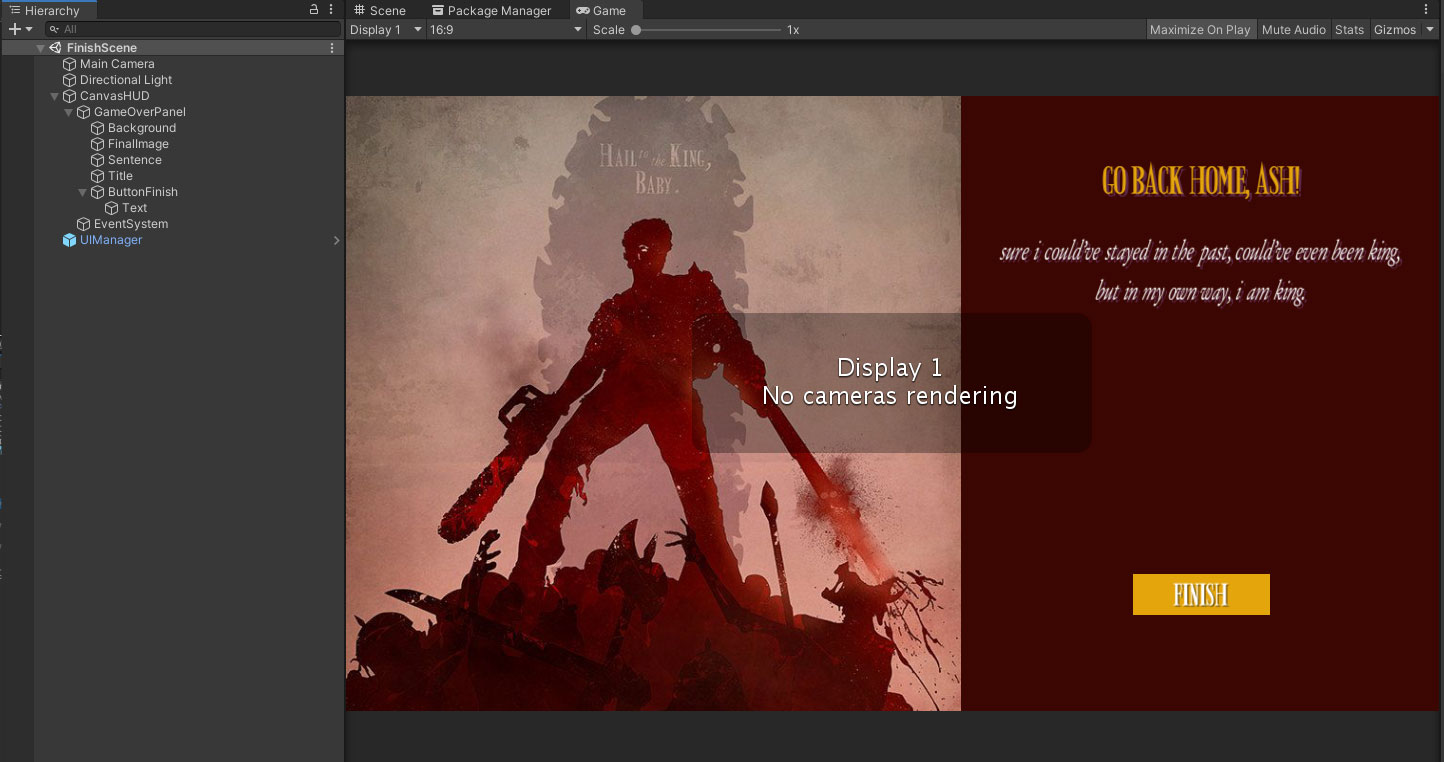 Hierarchy
Scene
Package Manager
Game
All
Display 1
16:9
Scale
1x
Maximize On Play
Mute Audio
Stats
Gizmos
FinishScene
Main Camera
Directional Light
CanvasHUD
GameOverPanel
Background
FinalImage
Sentence
Title
ButtonFinish
Text
EventSystem
UIManager
Hail to the King,
Baby.
GO BACK HOME, ASH!
sure i could've stayed in the past, could've even been king,
but in my own way, i am king.
Display 1
No cameras rendering
FINISH